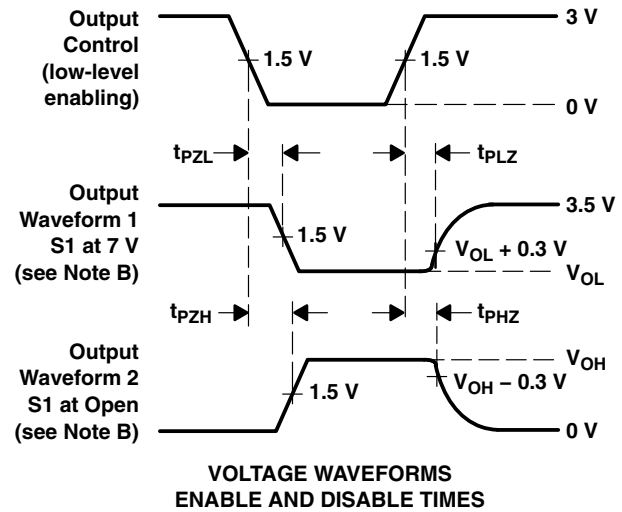 Output
Control
(low-level
enabling)
3 V
1.5 V
1.5 V
0 V
tPZL
tPLZ
Output
Waveform 1
S1 at 7 V
(see Note B)
3.5 V
1.5 V
VOL + 0.3 V
VOL
tPZH
tPHZ
Output
Waveform 2
S1 at Open
(see Note B)
VOH
1.5 V
VOH − 0.3 V
0 V
VOLTAGE WAVEFORMS
ENABLE AND DISABLE TIMES